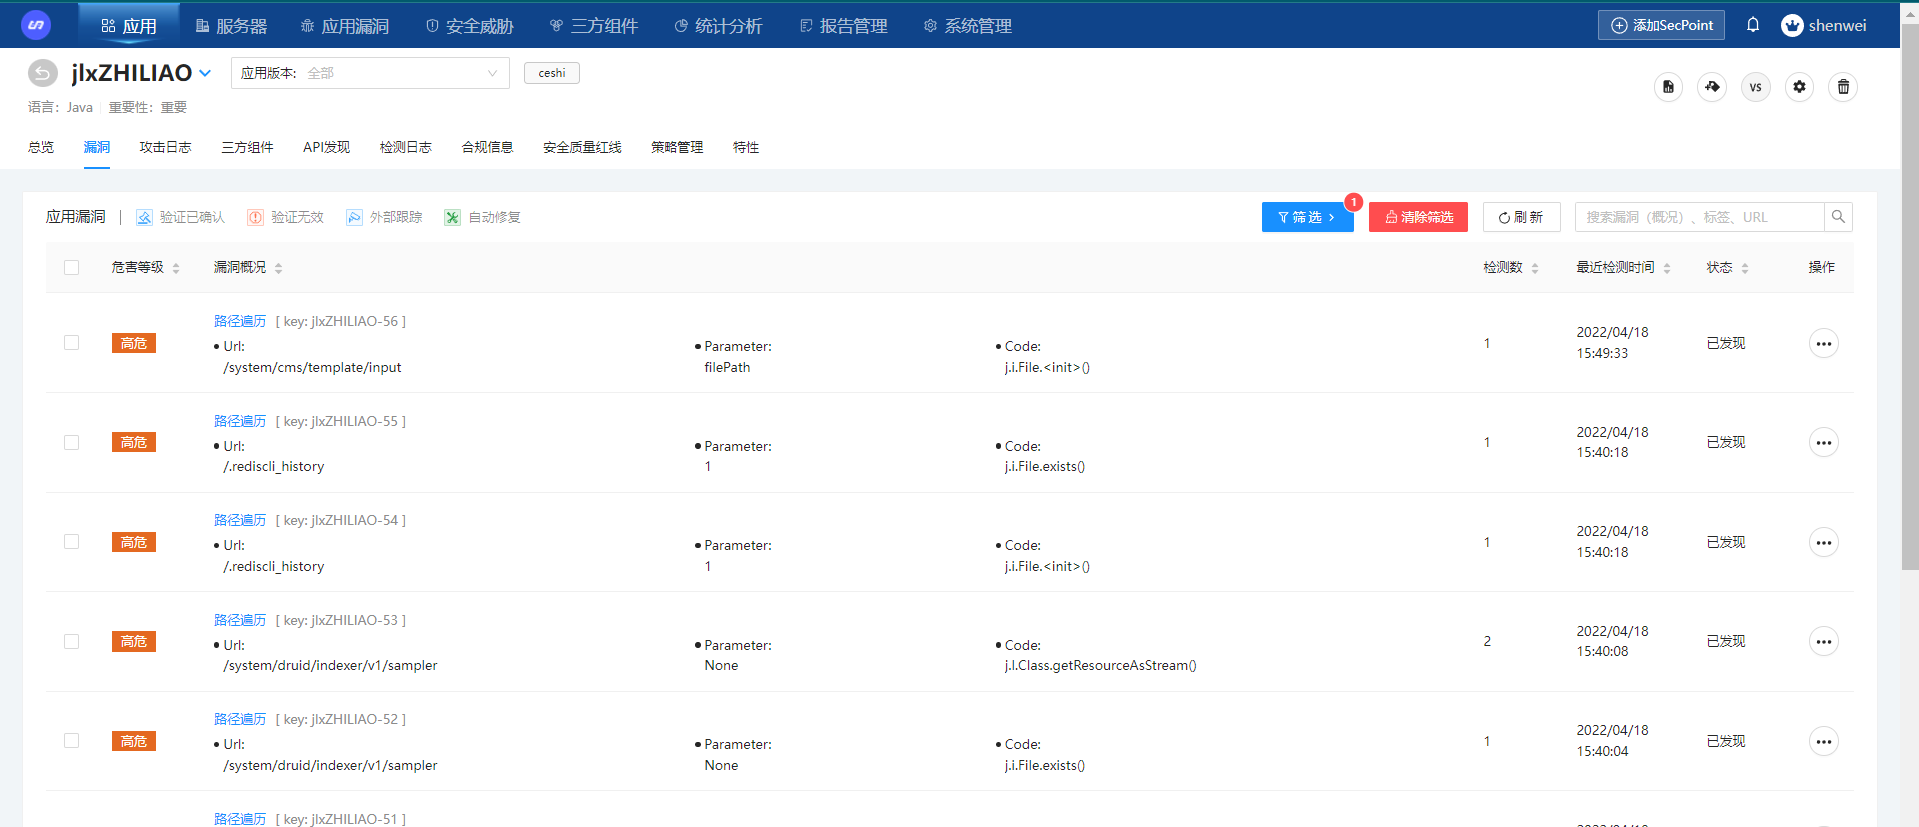 应用 服务器 应用漏洞 安全威胁 三方组件 统计分析 报告管理 系统管理 添加SecPoint shenwei
jlxZHILIAO 应用版本: 全部 ceshi
VS
语言: Java 重要性: 重要
总览 漏洞 攻击日志 三方组件 API发现 检测日志 合规信息 安全质量红线 策略管理 特性
应用漏洞 验证已确认 验证无效 外部跟踪 自动修复 筛选 1 清除筛选 刷新 搜索漏洞（概况）、标签、URL
危害等级 漏洞概况 检测数 最近检测时间 状态 操作
路径遍历 [ key: jlxZHILIAO-56 ]
高危 1 2022/04/18 15:49:33 已发现
Url: Parameter: Code:
/system/cms/template/input filePath j.i.File.<init>()
路径遍历 [ key: jlxZHILIAO-55 ]
高危 1 2022/04/18 15:40:18 已发现
Url: Parameter: Code:
/.rediscli_history 1 j.i.File.exists()
路径遍历 [ key: jlxZHILIAO-54 ]
高危 1 2022/04/18 15:40:18 已发现
Url: Parameter: Code:
/.rediscli_history 1 j.i.File.<init>()
路径遍历 [ key: jlxZHILIAO-53 ]
高危 2 2022/04/18 15:40:08 已发现
Url: Parameter: Code:
/system/druid/indexer/v1/sampler None j.l.Class.getResourceAsStream()
路径遍历 [ key: jlxZHILIAO-52 ]
高危 1 2022/04/18 15:40:04 已发现
Url: Parameter: Code:
/system/druid/indexer/v1/sampler None j.i.File.exists()
路径遍历 [ key: jlxZHILIAO-51 ]